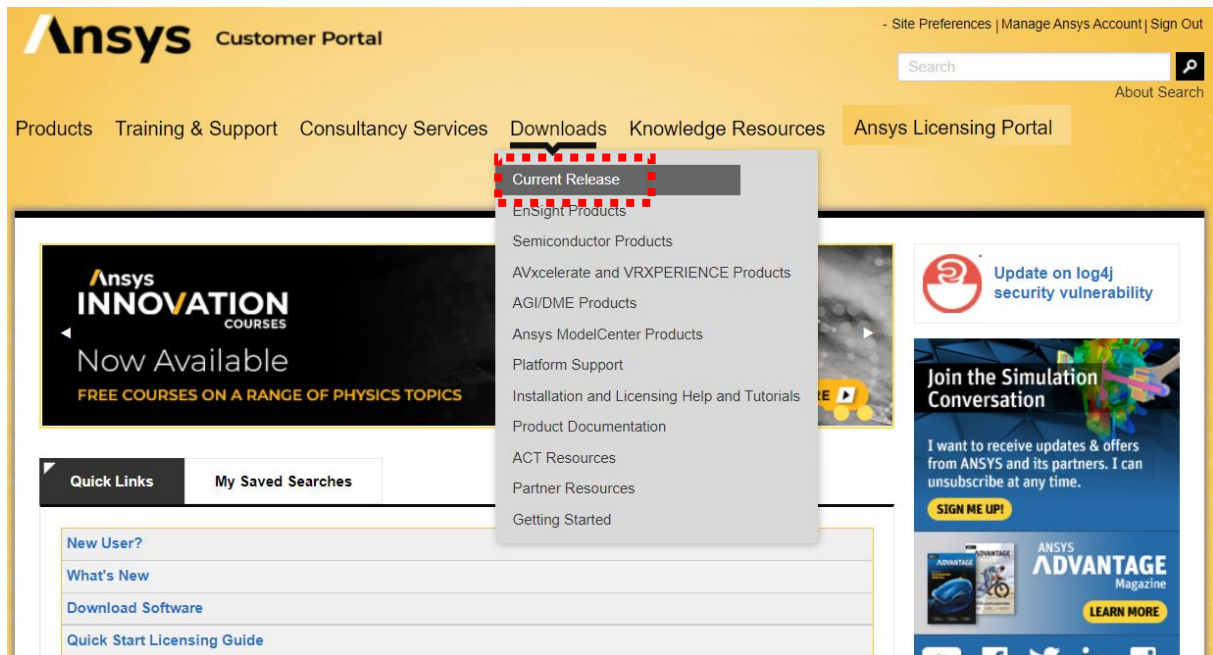 Ansys Customer Portal
- Site Preferences | Manage Ansys Account | Sign Out
Search
About Search
Products Training & Support Consultancy Services Downloads Knowledge Resources Ansys Licensing Portal
Current Release
EnSight Products
Semiconductor Products
AVxcelerate and VRXPERIENCE Products
AGI/DME Products
Ansys ModelCenter Products
Platform Support
Installation and Licensing Help and Tutorials
Product Documentation
ACT Resources
Partner Resources
Getting Started
Ansys
INNOVATION
COURSES
Now Available
FREE COURSES ON A RANGE OF PHYSICS TOPICS
Update on log4j
security vulnerability
Join the Simulation
Conversation
I want to receive updates & offers
from ANSYS and its partners. I can
unsubscribe at any time.
SIGN ME UP!
ANSYS
ADVANTAGE
Magazine
LEARN MORE
Quick Links My Saved Searches
New User?
What's New
Download Software
Quick Start Licensing Guide